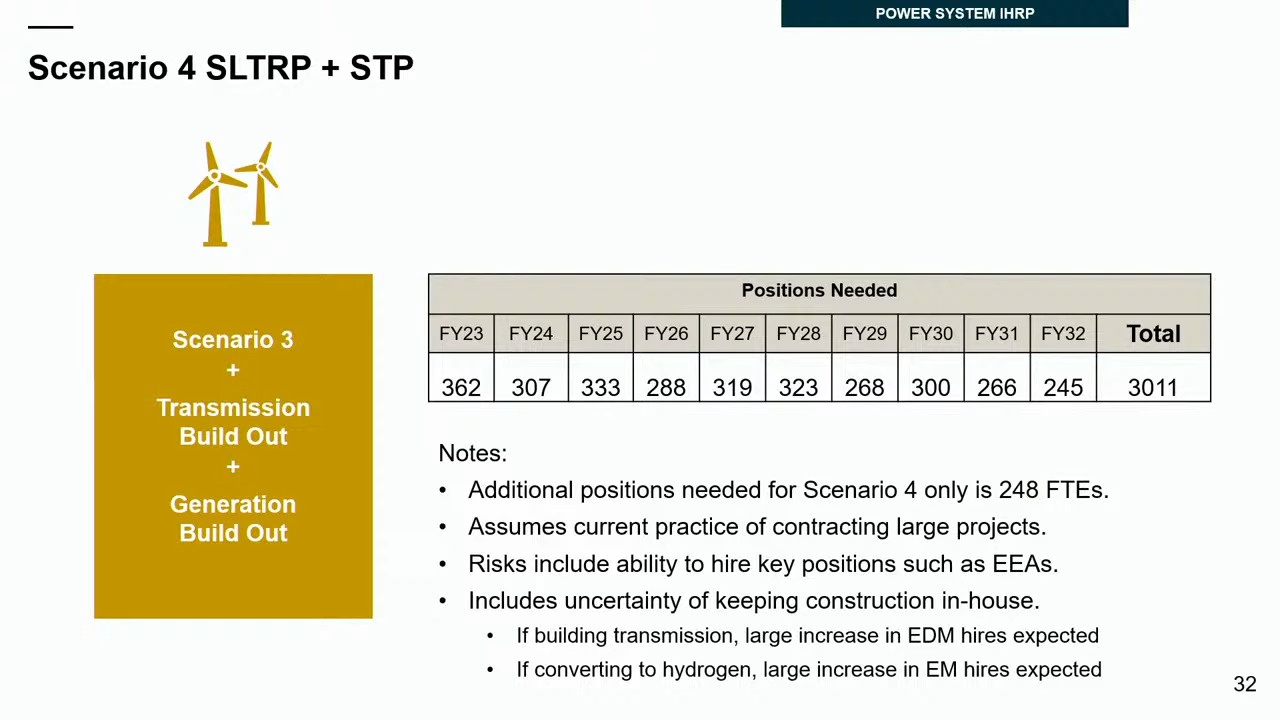 POWER SYSTEM IHRP
Scenario 4 SLTRP + STP
Scenario 3
+
Transmission
Build Out
+
Generation
Build Out
Positions Needed
FY23 FY24 FY25 FY26 FY27 FY28 FY29 FY30 FY31 FY32 Total
362 307 333 288 319 323 268 300 266 245 3011
Notes:
• Additional positions needed for Scenario 4 only is 248 FTEs.
• Assumes current practice of contracting large projects.
• Risks include ability to hire key positions such as EEAs.
• Includes uncertainty of keeping construction in-house.
• If building transmission, large increase in EDM hires expected
• If converting to hydrogen, large increase in EM hires expected
32